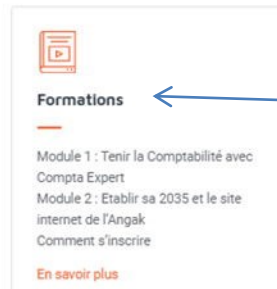 Formations
Module 1 : Tenir la Comptabilité avec
Compta Expert
Module 2 : Etablir sa 2035 et le site
internet de l'Angak
Comment s'inscrire
En savoir plus